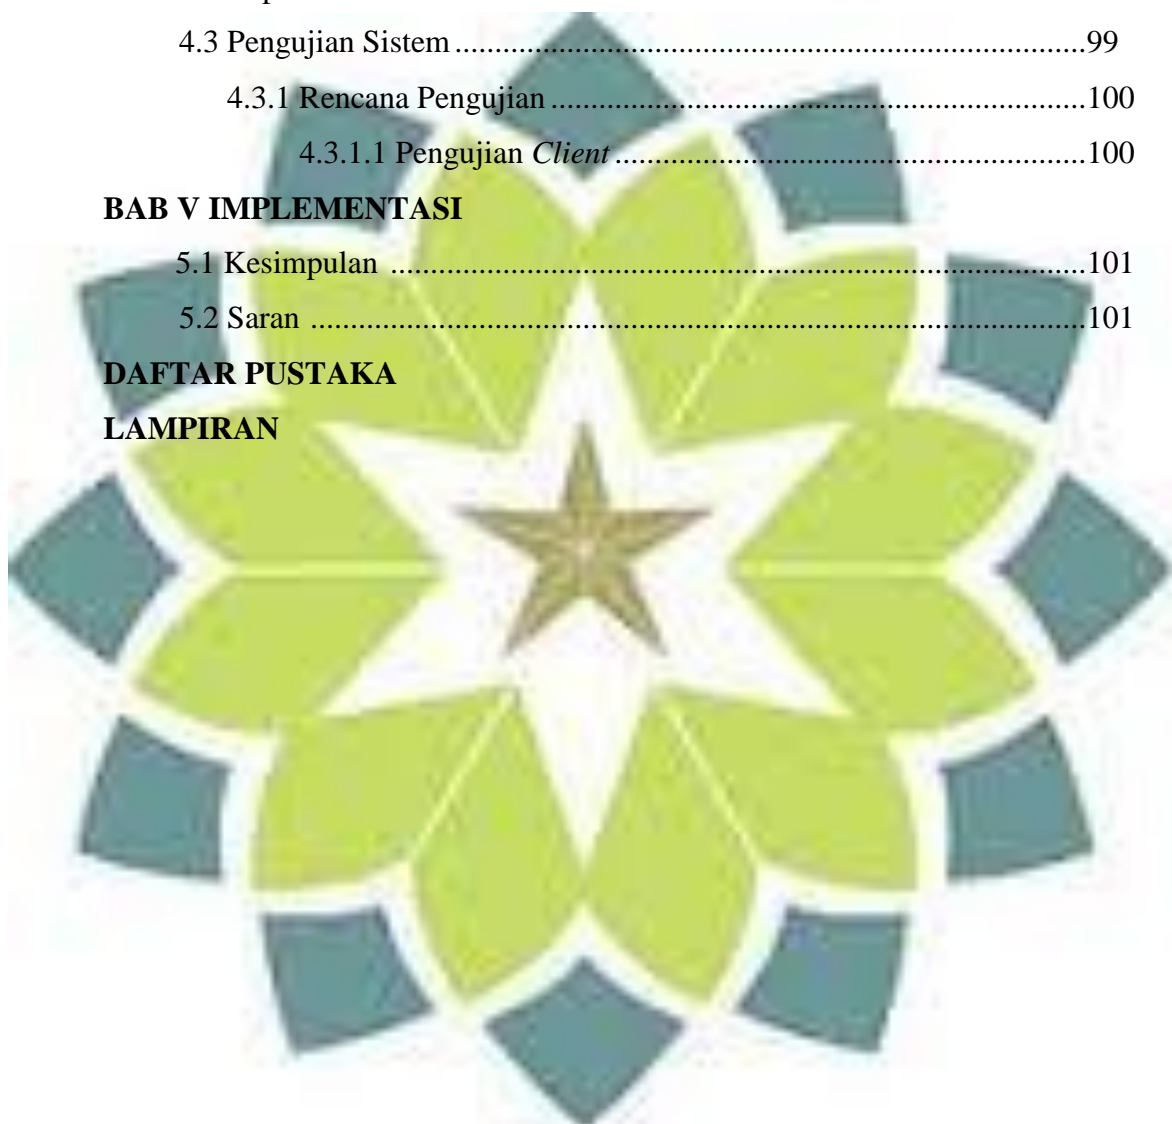 4.3 Pengujian Sistem ...............................................................................99
4.3.1 Rencana Pengujian ...................................................................100
4.3.1.1 Pengujian Client ...........................................................100
BAB V IMPLEMENTASI
5.1 Kesimpulan .......................................................................................101
5.2 Saran .................................................................................................101
DAFTAR PUSTAKA
LAMPIRAN